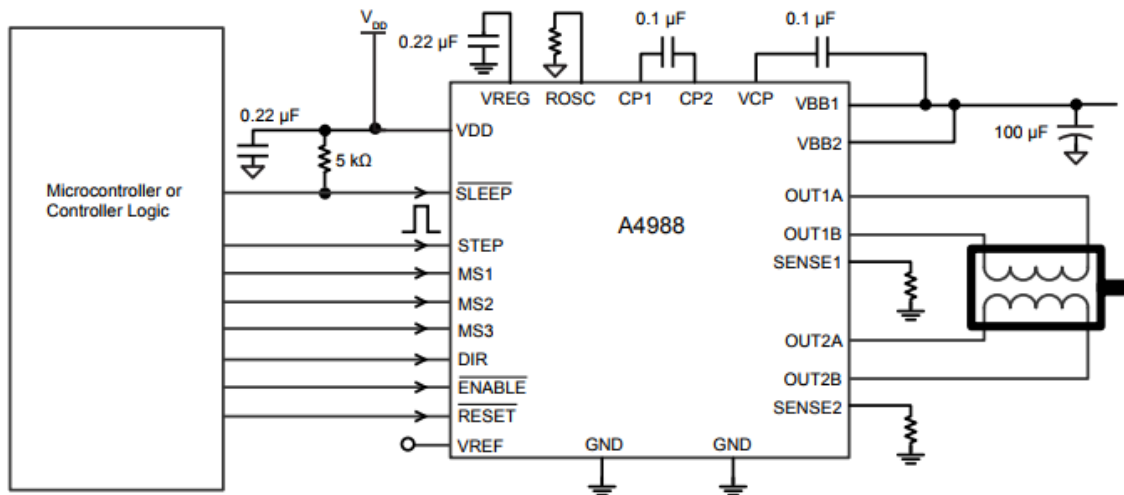 V_DD
0.22 µF
0.1 µF
0.1 µF
VREG
ROSC
CP1
CP2
VCP
VBB1
0.22 µF
VDD
5 kΩ
VBB2
100 µF
Microcontroller or
Controller Logic
SLEEP
OUT1A
A4988
OUT1B
STEP
SENSE1
MS1
MS2
MS3
OUT2A
DIR
OUT2B
ENABLE
SENSE2
RESET
VREF
GND
GND